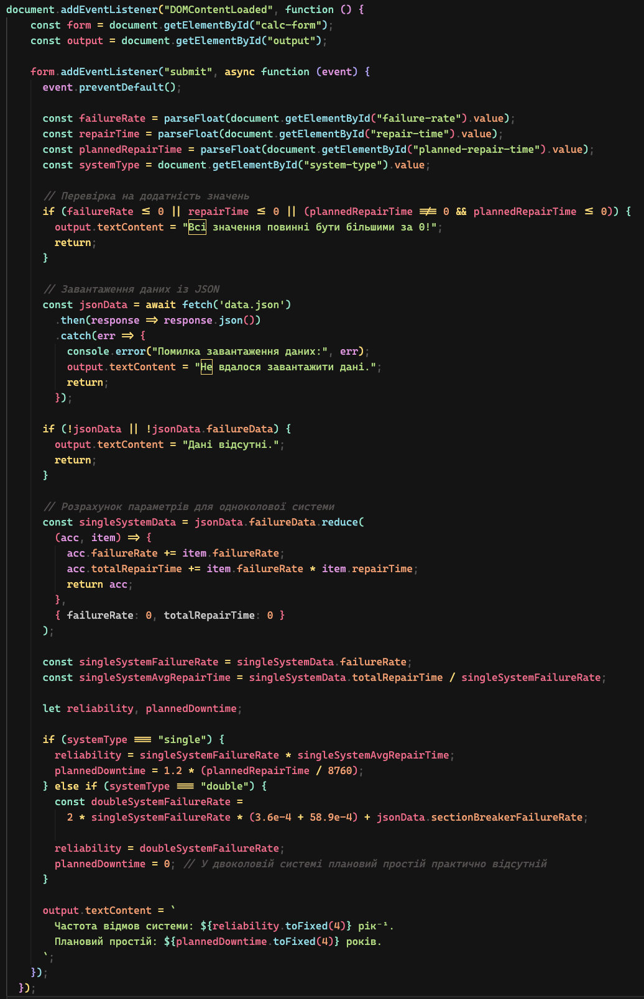 document.addEventListener("DOMContentLoaded", function () {
    const form = document.getElementById("calc-form");
    const output = document.getElementById("output");

    form.addEventListener("submit", async function (event) {
      event.preventDefault();

      const failureRate = parseFloat(document.getElementById("failure-rate").value);
      const repairTime = parseFloat(document.getElementById("repair-time").value);
      const plannedRepairTime = parseFloat(document.getElementById("planned-repair-time").value);
      const systemType = document.getElementById("system-type").value;

      // Перевірка на додатність значень
      if (failureRate <= 0 || repairTime <= 0 || (plannedRepairTime !== 0 && plannedRepairTime <= 0)) {
        output.textContent = "Всі значення повинні бути більшими за 0!";
        return;
      }

      // Завантаження даних із JSON
      const jsonData = await fetch('data.json')
        .then(response => response.json())
        .catch(err => {
          console.error("Помилка завантаження даних:", err);
          output.textContent = "Не вдалося завантажити дані.";
          return;
        });

      if (!jsonData || !jsonData.failureData) {
        output.textContent = "Дані відсутні.";
        return;
      }

      // Розрахунок параметрів для одноколової системи
      const singleSystemData = jsonData.failureData.reduce(
        (acc, item) => {
          acc.failureRate += item.failureRate;
          acc.totalRepairTime += item.failureRate * item.repairTime;
          return acc;
        },
        { failureRate: 0, totalRepairTime: 0 }
      );

      const singleSystemFailureRate = singleSystemData.failureRate;
      const singleSystemAvgRepairTime = singleSystemData.totalRepairTime / singleSystemFailureRate;

      let reliability, plannedDowntime;

      if (systemType === "single") {
        reliability = singleSystemFailureRate * singleSystemAvgRepairTime;
        plannedDowntime = 1.2 * (plannedRepairTime / 8760);
      } else if (systemType === "double") {
        const doubleSystemFailureRate =
          2 * singleSystemFailureRate * (3.6e-4 + 58.9e-4) + jsonData.sectionBreakerFailureRate;

        reliability = doubleSystemFailureRate;
        plannedDowntime = 0; // У двоколовій системі плановий простій практично відсутній
      }

      output.textContent = `
        Частота відмов системи: ${reliability.toFixed(4)} рік⁻¹.
        Плановий простій: ${plannedDowntime.toFixed(4)} років.
      `;
    });
  });